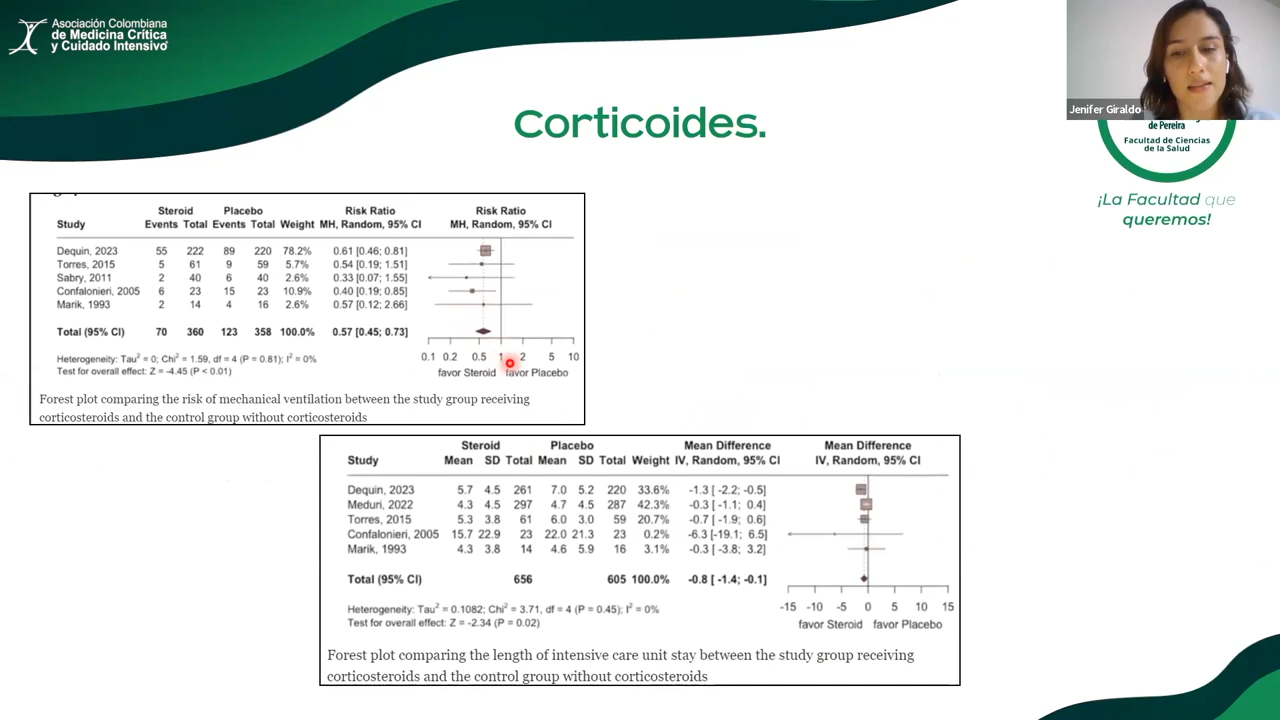 Asociación Colombiana
de Medicina Crítica
y Cuidado Intensivo
Jenifer Giraldo
Corticoides.
de Pereira
Facultad de Ciencias
de la Salud
¡La Facultad que
queremos!
Steroid Placebo Risk Ratio Risk Ratio
Study Events Total Events Total Weight MH, Random, 95% CI MH, Random, 95% CI
Dequin, 2023 55 222 89 220 78.2% 0.61 [0.46; 0.81]
Torres, 2015 5 61 9 59 5.7% 0.54 [0.19; 1.51]
Sabry, 2011 2 40 6 40 2.6% 0.33 [0.07; 1.55]
Confalonieri, 2005 6 23 15 23 10.9% 0.40 [0.19; 0.85]
Marik, 1993 2 14 4 16 2.6% 0.57 [0.12; 2.66]
Total (95% CI) 70 360 123 358 100.0% 0.57 [0.45; 0.73]
0.1 0.2 0.5 1 2 5 10
Heterogeneity: Tau² = 0; Chi² = 1.59, df = 4 (P = 0.81); I² = 0%
Test for overall effect: Z = -4.45 (P < 0.01)
favor Steroid favor Placebo
Forest plot comparing the risk of mechanical ventilation between the study group receiving
corticosteroids and the control group without corticosteroids
Steroid Placebo Mean Difference Mean Difference
Study Mean SD Total Mean SD Total Weight IV, Random, 95% CI IV, Random, 95% CI
Dequin, 2023 5.7 4.5 261 7.0 5.2 220 33.6% -1.3 [ -2.2; -0.5]
Meduri, 2022 4.3 4.5 297 4.7 4.5 287 42.3% -0.3 [ -1.1; 0.4]
Torres, 2015 5.3 3.8 61 6.0 3.0 59 20.7% -0.7 [ -1.9; 0.6]
Confalonieri, 2005 15.7 22.9 23 22.0 21.3 23 0.2% -6.3 [-19.1; 6.5]
Marik, 1993 4.3 3.8 14 4.6 5.9 16 3.1% -0.3 [ -3.8; 3.2]
Total (95% CI) 656 605 100.0% -0.8 [ -1.4; -0.1]
-15 -10 -5 0 5 10 15
Heterogeneity: Tau² = 0.1082; Chi² = 3.71, df = 4 (P = 0.45); I² = 0%
Test for overall effect: Z = -2.34 (P = 0.02)
favor Steroid favor Placebo
Forest plot comparing the length of intensive care unit stay between the study group receiving
corticosteroids and the control group without corticosteroids